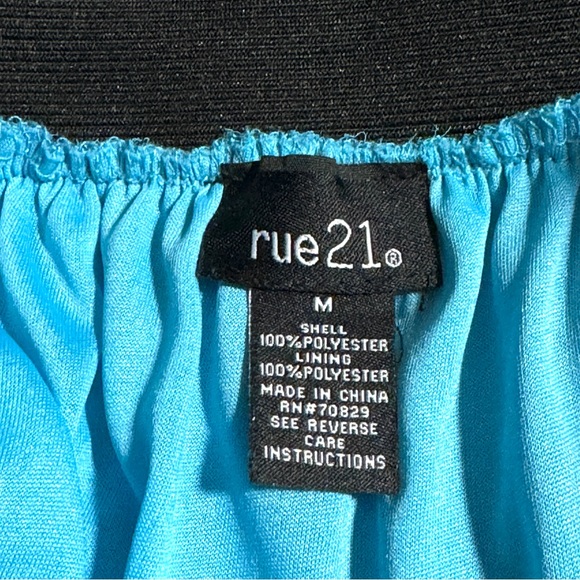 rue21®
M
SHELL
100%POLYESTER
LINING
100%POLYESTER
MADE IN CHINA
RN#70829
SEE REVERSE
CARE
INSTRUCTIONS